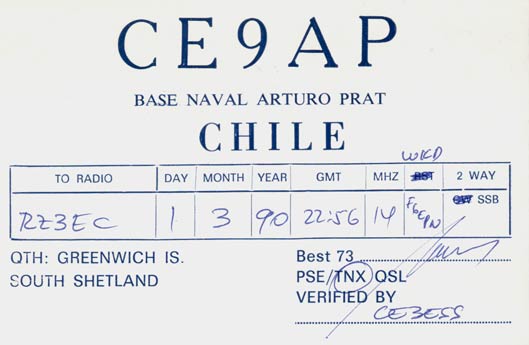 CE9AP
BASE NAVAL ARTURO PRAT
CHILE
WKD
TO RADIO DAY MONTH YEAR GMT MHZ RST 2 WAY
SSB
RZ3EC 1 3 90 22:56 14 F6EPN
QTH: GREENWICH IS.
SOUTH SHETLAND
Best 73
PSE/TNX QSL
VERIFIED BY
CE3ESS